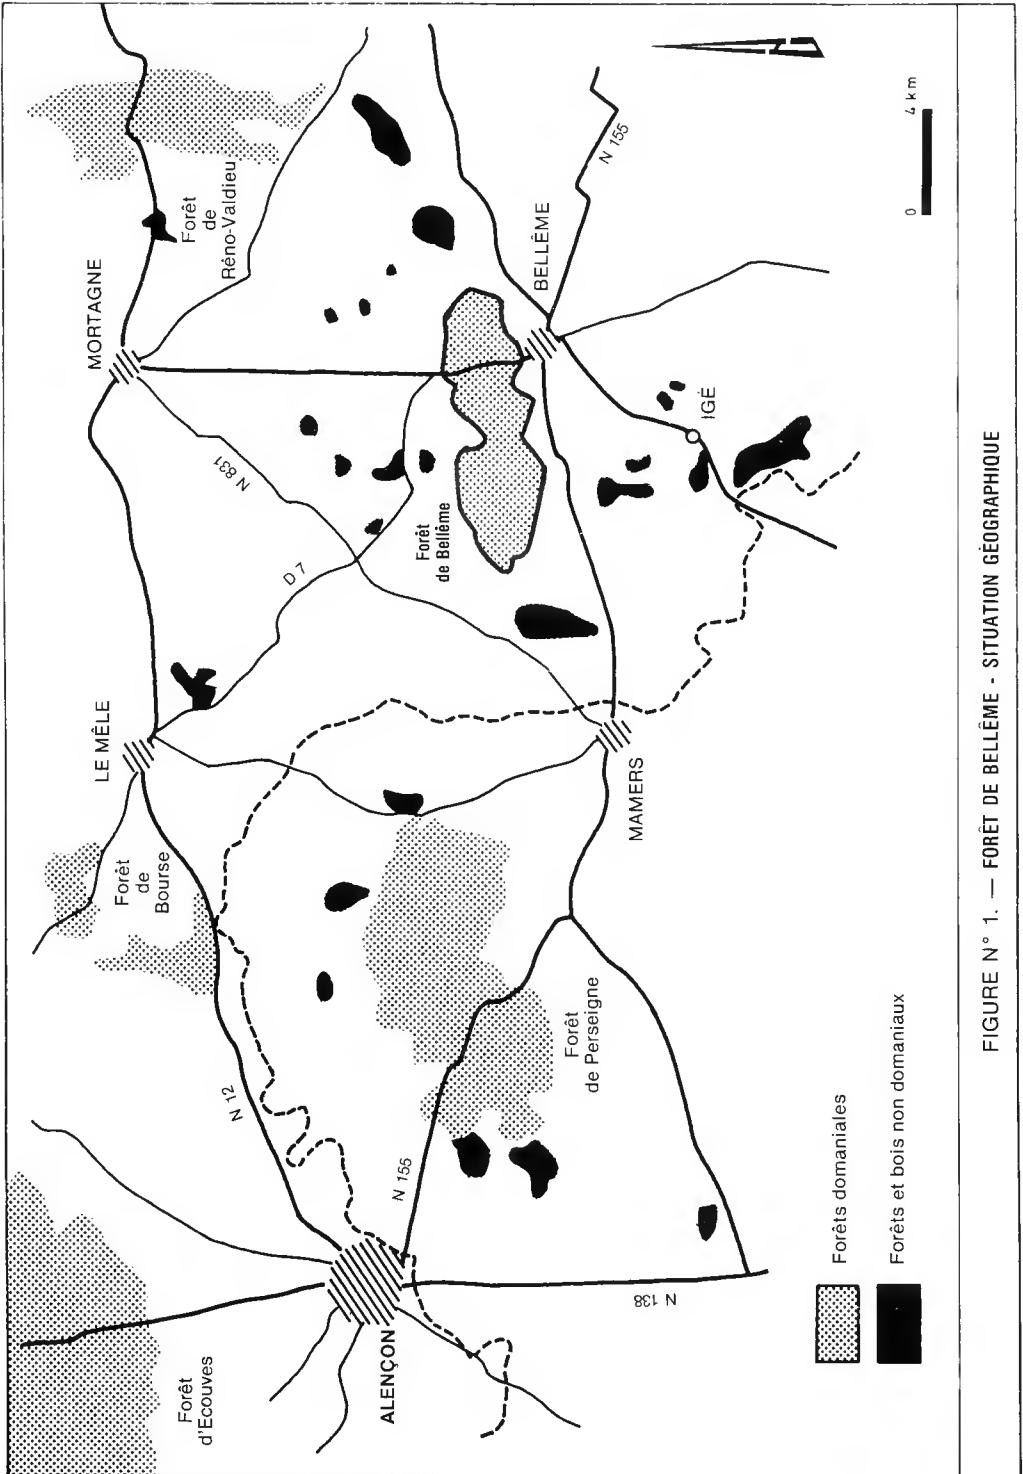 Forêt
d'Ecouves
ALENÇON
N 12
N 155
N 138
Forêt
de
Bourse
LE MÊLE
Forêt
de Perseigne
MAMERS
D 7
N 831
MORTAGNE
Forêt
de
Réno-Valdieu
Forêt
de Bellême
BELLÊME
N 155
IGÉ
0 4 km
Forêts domaniales
Forêts et bois non domaniaux
FIGURE N° 1. — FORÊT DE BELLÊME - SITUATION GÉOGRAPHIQUE